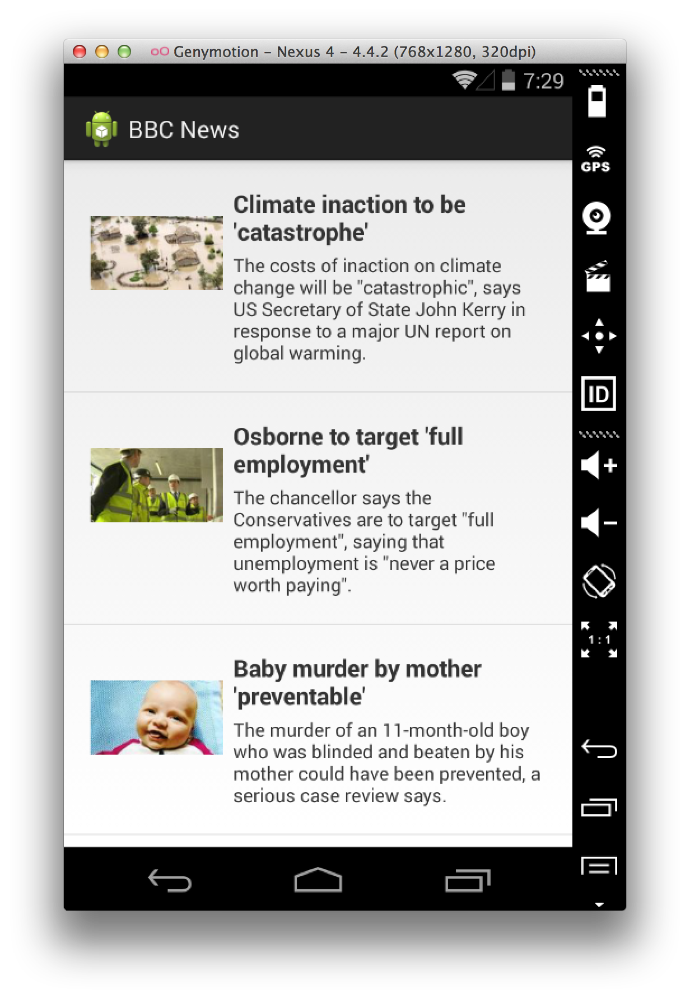 Genymotion – Nexus 4 – 4.4.2 (768x1280, 320dpi)
7:29
BBC News
GPS
Climate inaction to be
'catastrophe'
The costs of inaction on climate
change will be "catastrophic", says
US Secretary of State John Kerry in
response to a major UN report on
global warming.
ID
Osborne to target 'full
employment'
The chancellor says the
Conservatives are to target "full
employment", saying that
unemployment is "never a price
worth paying".
1:1
Baby murder by mother
'preventable'
The murder of an 11-month-old boy
who was blinded and beaten by his
mother could have been prevented, a
serious case review says.